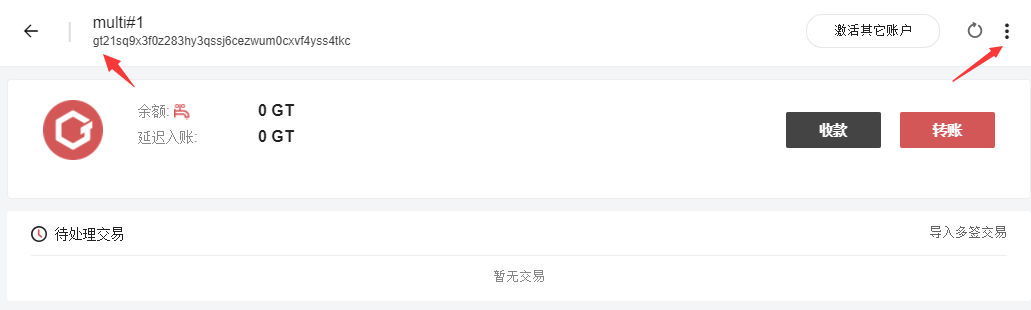 multi#1
gt21sq9x3f0z283hy3qssj6cezwum0cxvf4yss4tkc
激活其它账户
余额:
0 GT
延迟入账:
0 GT
收款
转账
待处理交易
导入多签交易
暂无交易